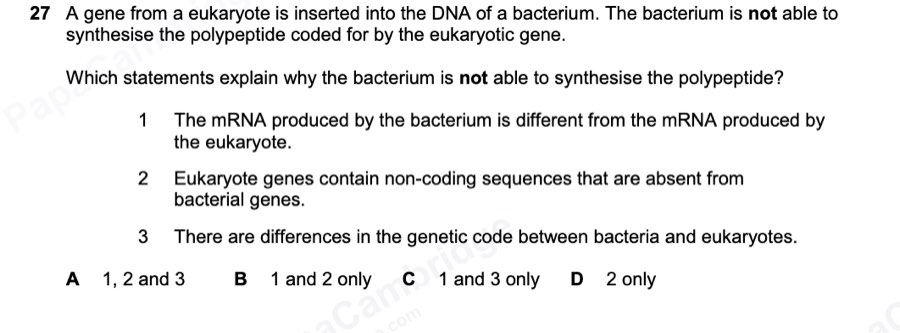 27 A gene from a eukaryote is inserted into the DNA of a bacterium. The bacterium is not able to
synthesise the polypeptide coded for by the eukaryotic gene.
Which statements explain why the bacterium is not able to synthesise the polypeptide?
1 The mRNA produced by the bacterium is different from the mRNA produced by
the eukaryote.
2 Eukaryote genes contain non-coding sequences that are absent from
bacterial genes.
3 There are differences in the genetic code between bacteria and eukaryotes.
A 1, 2 and 3 B 1 and 2 only C 1 and 3 only D 2 only